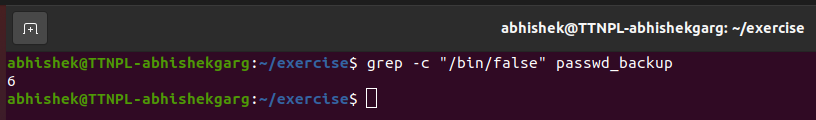 abhishek@TTNPL-abhishekgarg: ~/exercise
abhishek@TTNPL-abhishekgarg:~/exercise$ grep -c "/bin/false" passwd_backup
6
abhishek@TTNPL-abhishekgarg:~/exercise$